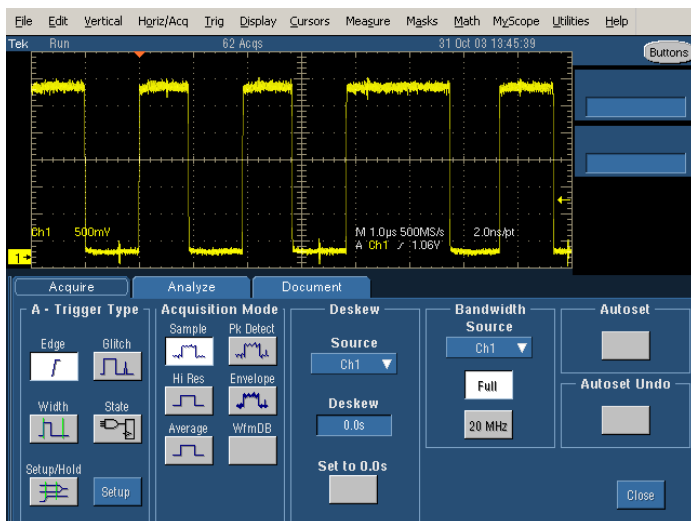 File Edit Vertical Horiz/Acq Trig Display Cursors Measure Masks Math MyScope Utilities Help
Tek Run 62 Acqs 31 Oct 03 13:45:39
Buttons
Ch1 500mV M 1.0µs 500MS/s 2.0ns/pt
A Ch1 / 1.06V
1
Acquire Analyze Document
A - Trigger Type Acquisition Mode Deskew Bandwidth Autoset
Edge Glitch Sample Pk Detect Source Source
Ch1 Ch1
Hi Res Envelope Full
Width State Deskew Autoset Undo
Average WfmDB 0.0s 20 MHz
Setup/Hold Set to 0.0s
Setup Close